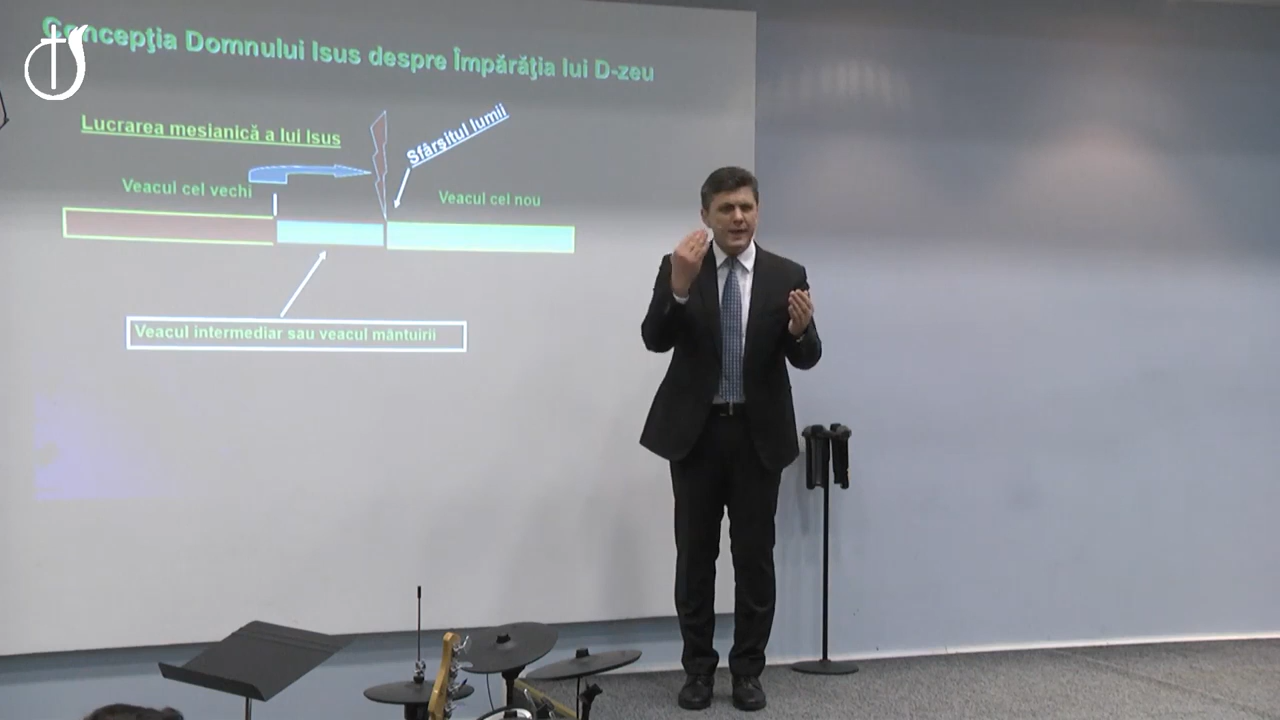 Concepţia Domnului Isus despre Împărăţia lui D-zeu
Lucrarea mesianică a lui Isus
Sfârşitul lumii
Veacul cel vechi
Veacul cel nou
Veacul intermediar sau veacul mântuirii